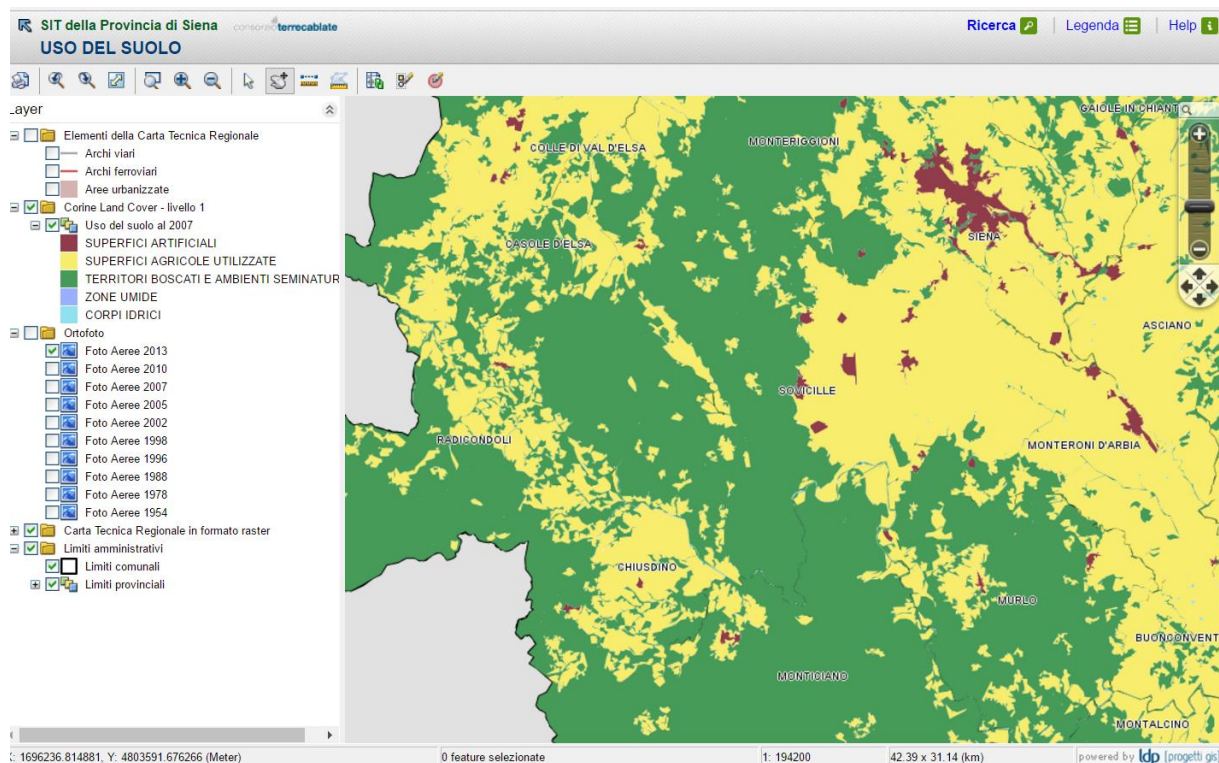 SIT della Provincia di Siena consorzio terrecablate
USO DEL SUOLO
Ricerca Legenda Help
Layer
Elementi della Carta Tecnica Regionale
Archi viari
Archi ferroviari
Aree urbanizzate
Corine Land Cover - livello 1
Uso del suolo al 2007
SUPERFICI ARTIFICIALI
SUPERFICI AGRICOLE UTILIZZATE
TERRITORI BOSCATI E AMBIENTI SEMINATUR
ZONE UMIDE
CORPI IDRICI
Ortofoto
Foto Aeree 2013
Foto Aeree 2010
Foto Aeree 2007
Foto Aeree 2005
Foto Aeree 2002
Foto Aeree 1998
Foto Aeree 1996
Foto Aeree 1988
Foto Aeree 1978
Foto Aeree 1954
Carta Tecnica Regionale in formato raster
Limiti amministrativi
Limiti comunali
Limiti provinciali
GAIOLE IN CHIANT
MONTERIGGIONI
COLLE DI VAL D'ELSA
SIENA
CASOLE D'ELSA
ASCIANO
SOVICILLE
RADICONDOLI
MONTERONI D'ARBIA
CHIUSDINO
MURLO
BUONCONVENT
MONTICIANO
MONTALCINO
X: 1696236.814881, Y: 4803591.676266 (Meter)
0 feature selezionate
1: 194200
42.39 x 31.14 (km)
powered by ldp [progetti gis]